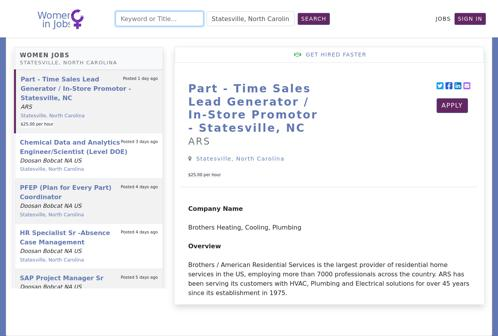 Women
in Jobs
Keyword or Title...
Statesville, North Carolin
SEARCH
JOBS
SIGN IN
WOMEN JOBS
STATESVILLE, NORTH CAROLINA
Part - Time Sales Lead Generator / In-Store Promotor - Statesville, NC
Posted 1 day ago
ARS
Statesville, North Carolina
$25.00 per hour
Chemical Data and Analytics Engineer/Scientist (Level DOE)
Posted 3 days ago
Doosan Bobcat NA US
Statesville, North Carolina
PFEP (Plan for Every Part) Coordinator
Posted 4 days ago
Doosan Bobcat NA US
Statesville, North Carolina
HR Specialist Sr -Absence Case Management
Posted 4 days ago
Doosan Bobcat NA US
Statesville, North Carolina
SAP Project Manager Sr
Posted 5 days ago
Doosan Bobcat NA US
GET HIRED FASTER
Part - Time Sales
Lead Generator /
In-Store Promotor
- Statesville, NC
ARS
Statesville, North Carolina
$25.00 per hour
APPLY
Company Name
Brothers Heating, Cooling, Plumbing
Overview
Brothers / American Residential Services is the largest provider of residential home
services in the US, employing more than 7000 professionals across the country. ARS has
been serving its customers with HVAC, Plumbing and Electrical solutions for over 45 years
since its establishment in 1975.